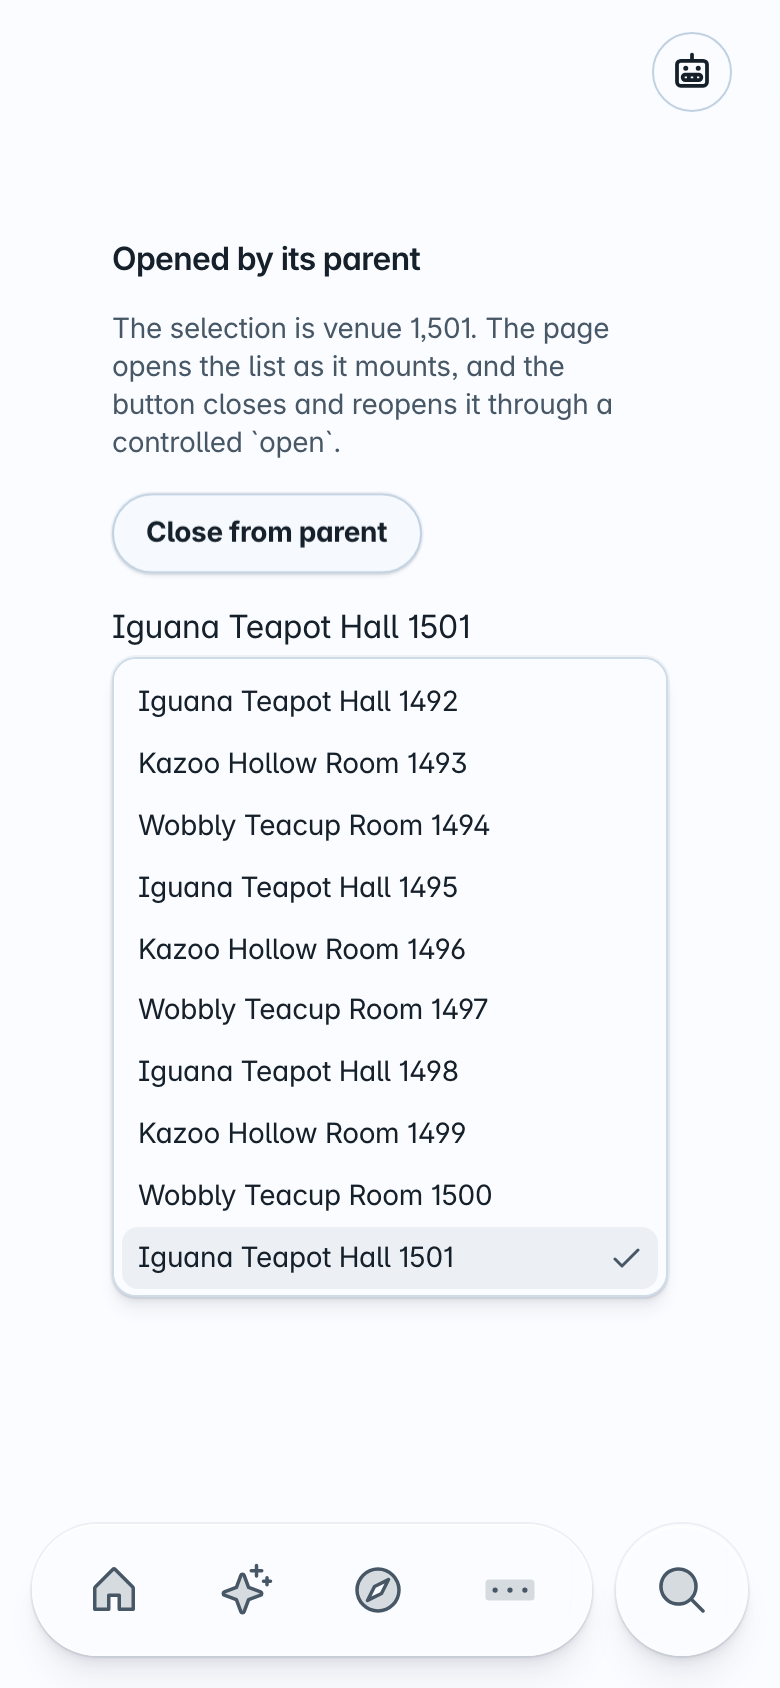 Opened by its parent
The selection is venue 1,501. The page
opens the list as it mounts, and the
button closes and reopens it through a
controlled `open`.
Close from parent
Iguana Teapot Hall 1501
Iguana Teapot Hall 1492
Kazoo Hollow Room 1493
Wobbly Teacup Room 1494
Iguana Teapot Hall 1495
Kazoo Hollow Room 1496
Wobbly Teacup Room 1497
Iguana Teapot Hall 1498
Kazoo Hollow Room 1499
Wobbly Teacup Room 1500
Iguana Teapot Hall 1501